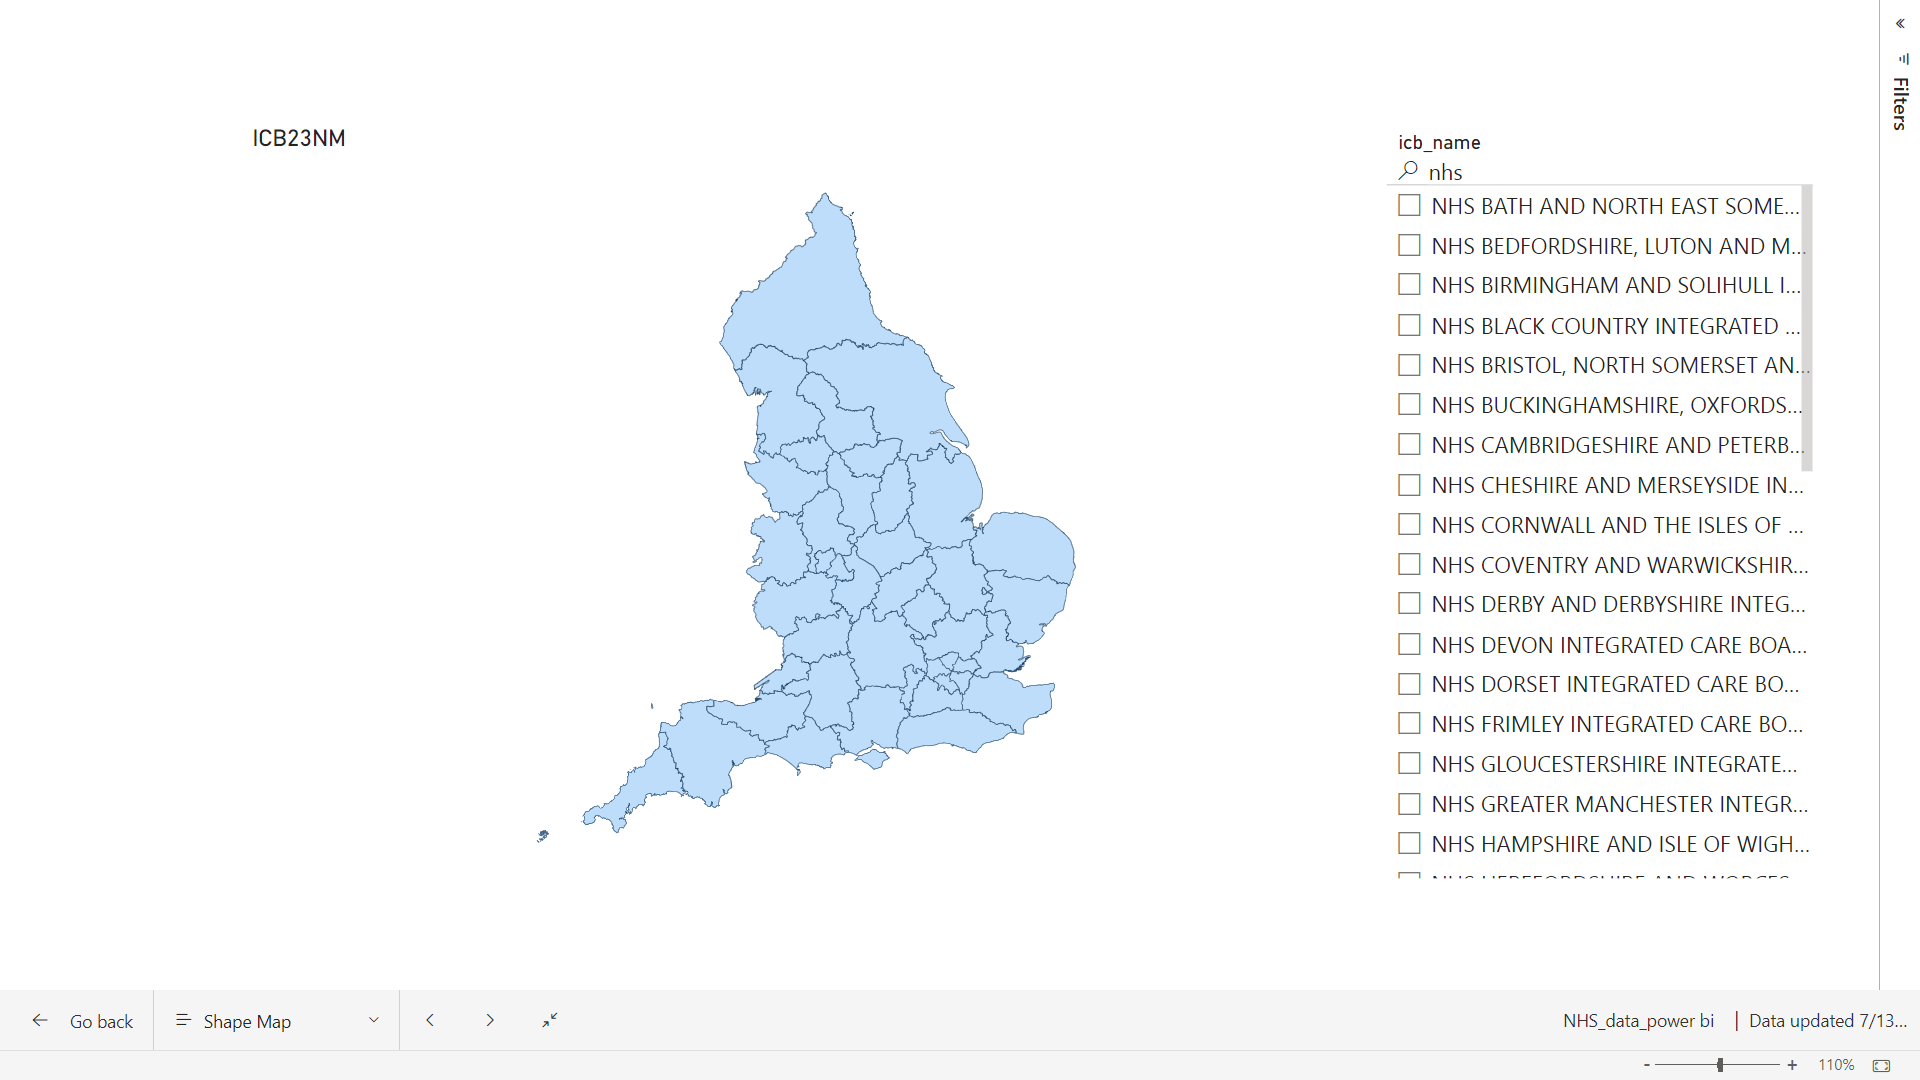 Filters
ICB23NM
icb_name
nhs
NHS BATH AND NORTH EAST SOME...
NHS BEDFORDSHIRE, LUTON AND M...
NHS BIRMINGHAM AND SOLIHULL I...
NHS BLACK COUNTRY INTEGRATED ...
NHS BRISTOL, NORTH SOMERSET AN...
NHS BUCKINGHAMSHIRE, OXFORDS...
NHS CAMBRIDGESHIRE AND PETERB...
NHS CHESHIRE AND MERSEYSIDE IN...
NHS CORNWALL AND THE ISLES OF ...
NHS COVENTRY AND WARWICKSHIR...
NHS DERBY AND DERBYSHIRE INTEG...
NHS DEVON INTEGRATED CARE BOA...
NHS DORSET INTEGRATED CARE BO...
NHS FRIMLEY INTEGRATED CARE BO...
NHS GLOUCESTERSHIRE INTEGRATE...
NHS GREATER MANCHESTER INTEGR...
NHS HAMPSHIRE AND ISLE OF WIGH...
Go back
Shape Map
NHS_data_power bi | Data updated 7/13...
- + 110%